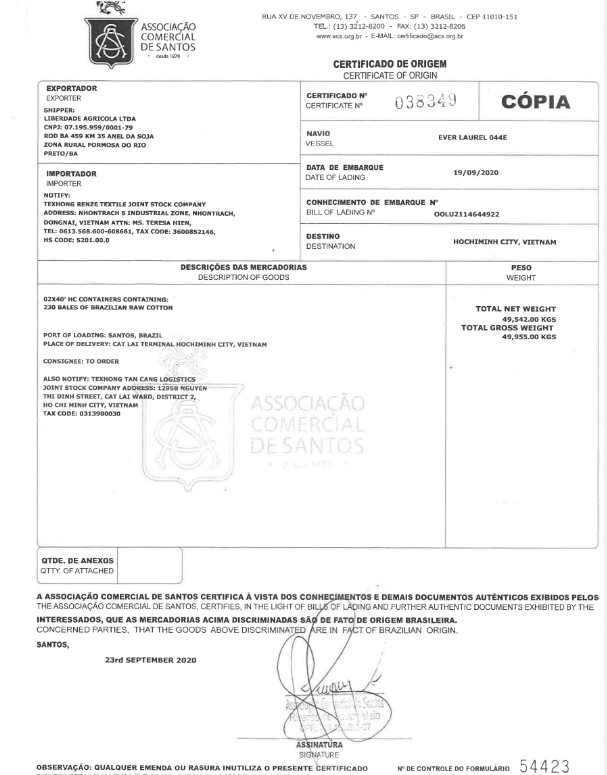 ASSOCIAÇÃO
COMERCIAL
DE SANTOS
desde 1870
RUA XV DE NOVEMBRO, 137 - SANTOS - SP - BRASIL - CEP 11010-151
TEL.: (13) 3212-8200 - FAX: (13) 3212-8206
www.acs.org.br - E-MAIL: certificado@acs.org.br
CERTIFICADO DE ORIGEM
CERTIFICATE OF ORIGIN
EXPORTADOR
EXPORTER
SHIPPER:
LIBERDADE AGRICOLA LTDA
CNPJ: 07.195.959/0001-79
ROD BA 459 KM 35 ANEL DA SOJA
ZONA RURAL FORMOSA DO RIO
PRETO/BA
CERTIFICADO Nº
CERTIFICATE Nº
038349
CÓPIA
NAVIO
VESSEL
EVER LAUREL 044E
DATA DE EMBARQUE
DATE OF LADING
19/09/2020
IMPORTADOR
IMPORTER
NOTIFY:
TEXHONG RENZE TEXTILE JOINT STOCK COMPANY
ADDRESS: NHONTRACH 5 INDUSTRIAL ZONE, NHONTRACH,
DONGNAI, VIETNAM ATTN: MS. TERESA HIEN,
TEL: 0613.568.600-608661, TAX CODE: 3600852146,
HS CODE: 5201.00.0
CONHECIMENTO DE EMBARQUE Nº
BILL OF LADING Nº
OOLU2114644922
DESTINO
DESTINATION
HOCHIMINH CITY, VIETNAM
DESCRIÇÕES DAS MERCADORIAS
DESCRIPTION OF GOODS
PESO
WEIGHT
02X40' HC CONTAINERS CONTAINING:
230 BALES OF BRAZILIAN RAW COTTON
TOTAL NET WEIGHT
49,542.00 KGS
TOTAL GROSS WEIGHT
49,955.00 KGS
PORT OF LOADING: SANTOS, BRAZIL
PLACE OF DELIVERY: CAT LAI TERMINAL HOCHIMINH CITY, VIETNAM
CONSIGNEE: TO ORDER
ALSO NOTIFY: TEXHONG TAN CANG LOGISTICS
JOINT STOCK COMPANY ADDRESS: 1295B NGUYEN
THI DINH STREET, CAT LAI WARD, DISTRICT 2,
HO CHI MINH CITY, VIETNAM
TAX CODE: 0313900030
ASSOCIAÇÃO
COMERCIAL
DE SANTOS
QTDE. DE ANEXOS
QTTY. OF ATTACHED
A ASSOCIAÇÃO COMERCIAL DE SANTOS CERTIFICA À VISTA DOS CONHECIMENTOS E DEMAIS DOCUMENTOS AUTÊNTICOS EXIBIDOS PELOS
THE ASSOCIAÇÃO COMERCIAL DE SANTOS, CERTIFIES, IN THE LIGHT OF BILLS OF LADING AND FURTHER AUTHENTIC DOCUMENTS EXHIBITED BY THE
INTERESSADOS, QUE AS MERCADORIAS ACIMA DISCRIMINADAS SÃO DE FATO DE ORIGEM BRASILEIRA.
CONCERNED PARTIES, THAT THE GOODS ABOVE DISCRIMINATED ARE IN FACT OF BRAZILIAN ORIGIN.
SANTOS,
23rd SEPTEMBER 2020
ASSINATURA
SIGNATURE
OBSERVAÇÃO: QUALQUER EMENDA OU RASURA INUTILIZA O PRESENTE CERTIFICADO
Nº DE CONTROLE DO FORMULÁRIO 54423